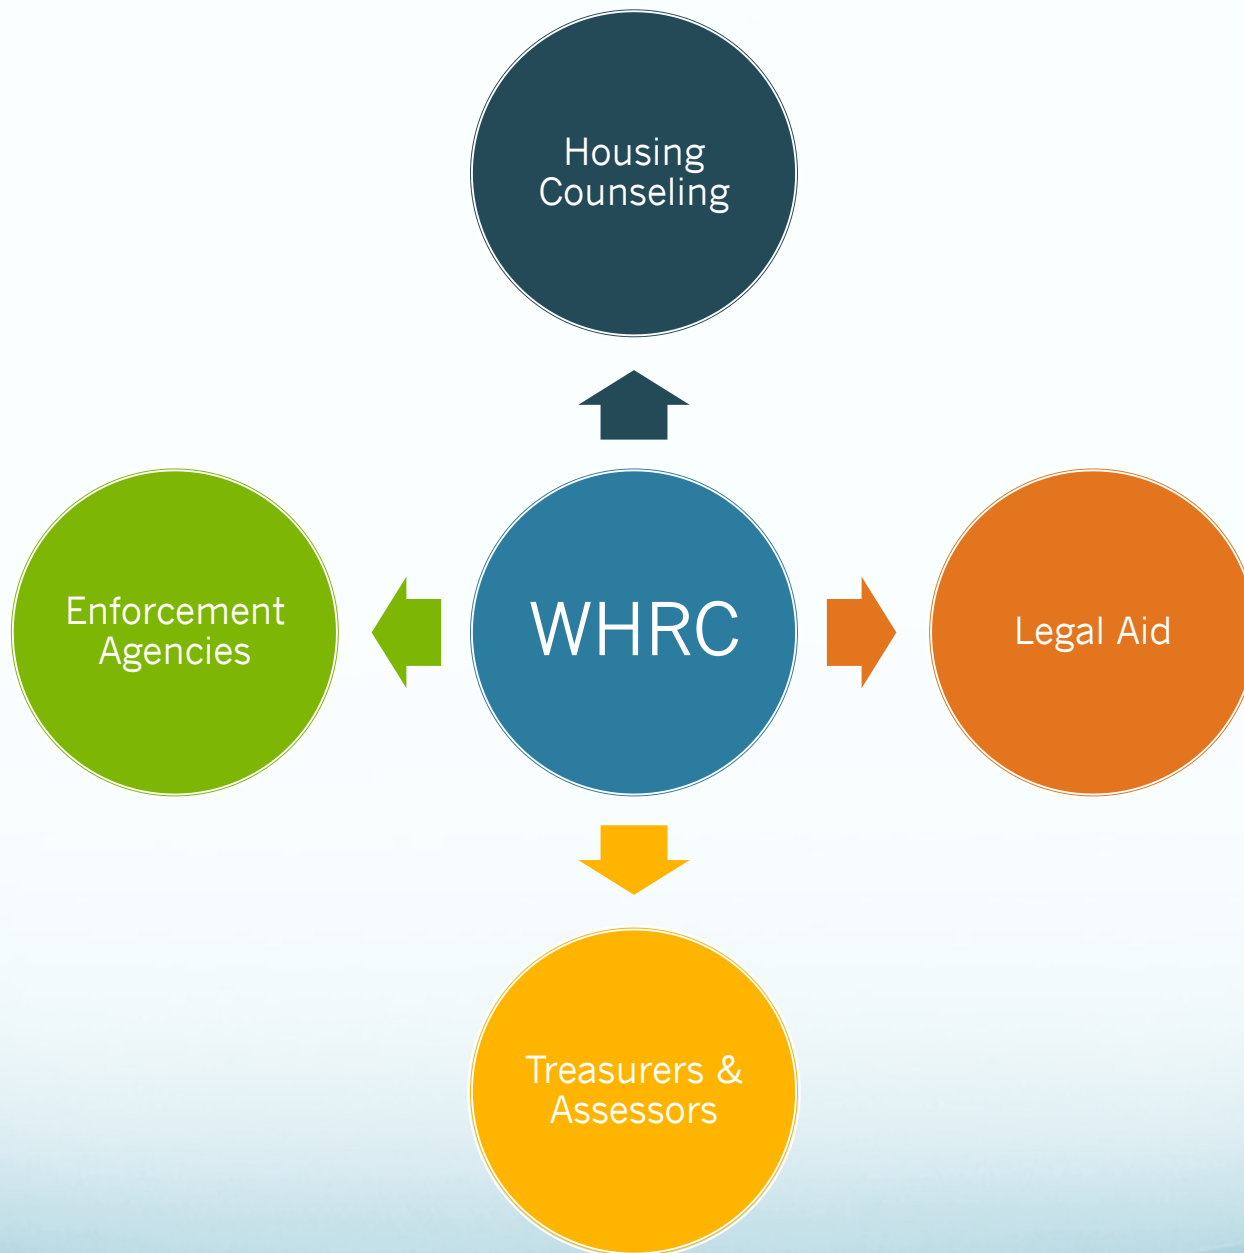 Housing
Counseling
Enforcement
Agencies
WHRC
Legal Aid
Treasurers &
Assessors